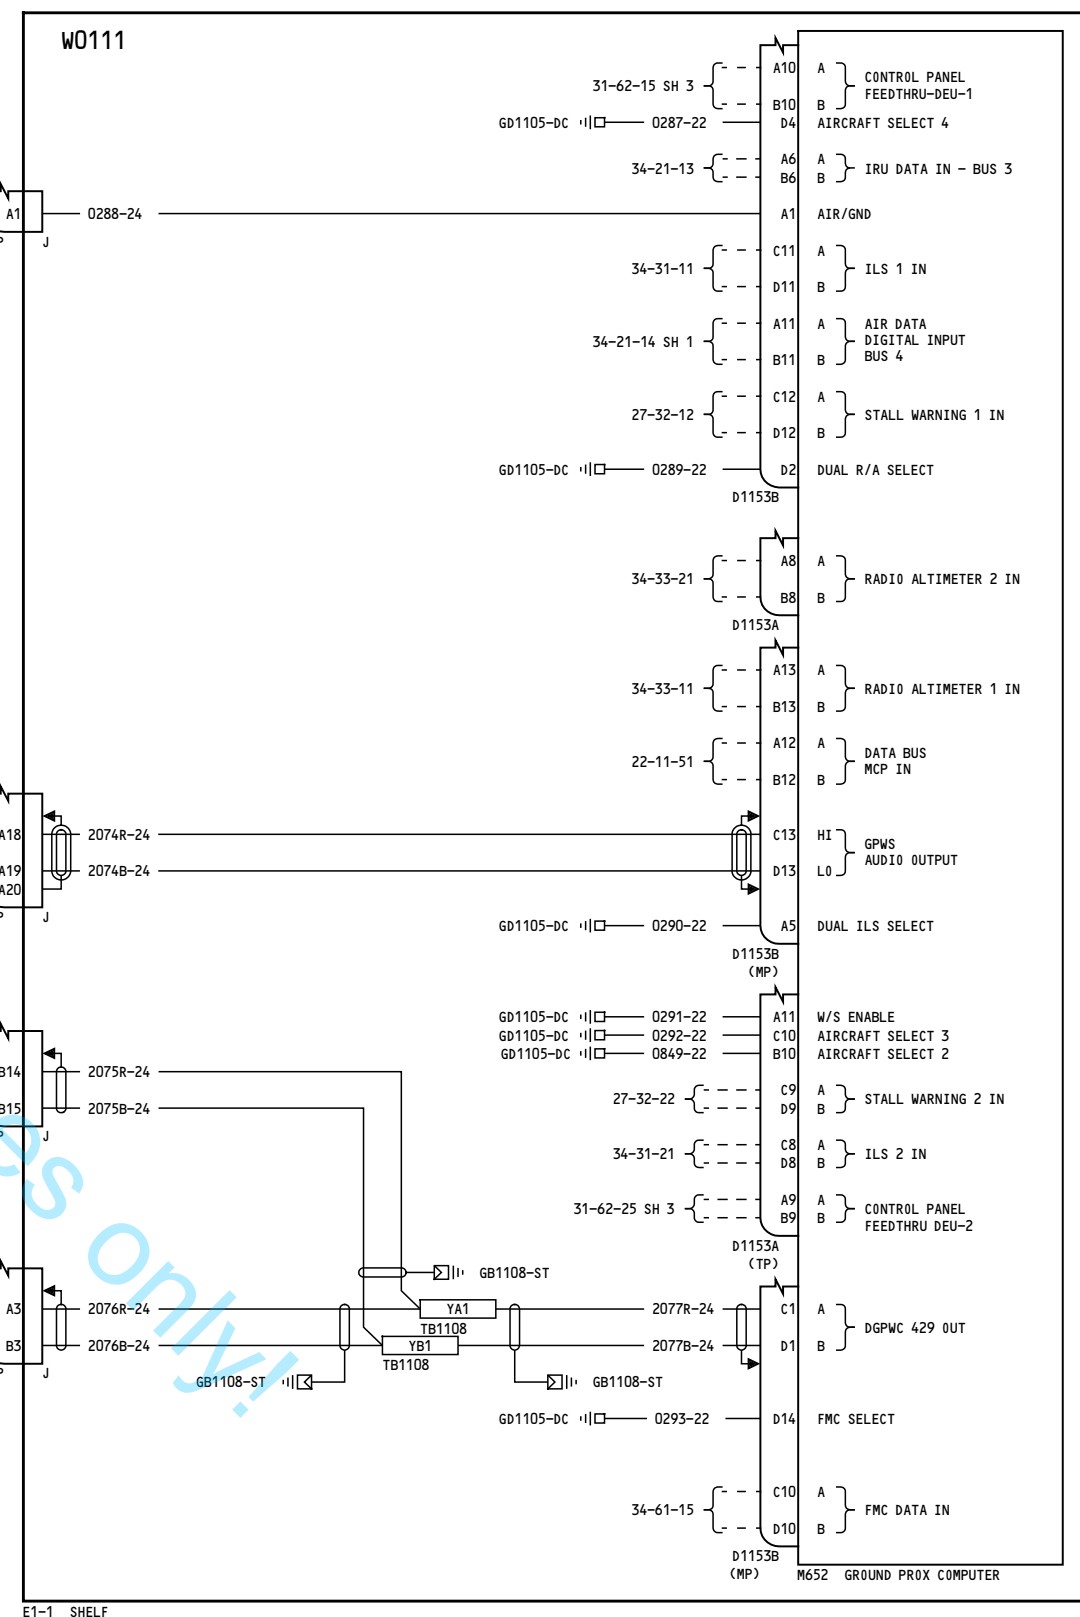 W0111
31-62-15 SH 3
A10 A
CONTROL PANEL
FEEDTHRU-DEU-1
B10 B
GD1105-DC 0287-22 D4 AIRCRAFT SELECT 4
34-21-13
A6 A
IRU DATA IN - BUS 3
B6 B
A1 0288-24 A1 AIR/GND
P J
34-31-11
C11 A
ILS 1 IN
D11 B
34-21-14 SH 1
A11 A
AIR DATA
DIGITAL INPUT
BUS 4
B11 B
27-32-12
C12 A
STALL WARNING 1 IN
D12 B
GD1105-DC 0289-22 D2 DUAL R/A SELECT
D1153B
34-33-21
A8 A
RADIO ALTIMETER 2 IN
B8 B
D1153A
34-33-11
A13 A
RADIO ALTIMETER 1 IN
B13 B
22-11-51
A12 A
DATA BUS
MCP IN
B12 B
A18 2074R-24 C13 HI
GPWS
AUDIO OUTPUT
A19 2074B-24 D13 LO
A20
P J
GD1105-DC 0290-22 A5 DUAL ILS SELECT
D1153B
(MP)
GD1105-DC 0291-22 A11 W/S ENABLE
GD1105-DC 0292-22 C10 AIRCRAFT SELECT 3
GD1105-DC 0849-22 B10 AIRCRAFT SELECT 2
B14 2075R-24
B15 2075B-24
P J
27-32-22
C9 A
STALL WARNING 2 IN
D9 B
34-31-21
C8 A
ILS 2 IN
D8 B
31-62-25 SH 3
A9 A
CONTROL PANEL
FEEDTHRU DEU-2
B9 B
D1153A
(TP)
GB1108-ST
A3 2076R-24 YA1 2077R-24 C1 A
TB1108
DGPWC 429 OUT
B3 2076B-24 YB1 2077B-24 D1 B
TB1108
P J
GB1108-ST GB1108-ST
GD1105-DC 0293-22 D14 FMC SELECT
34-61-15
C10 A
FMC DATA IN
D10 B
D1153B
(MP)
M652 GROUND PROX COMPUTER
E1-1 SHELF
es only!